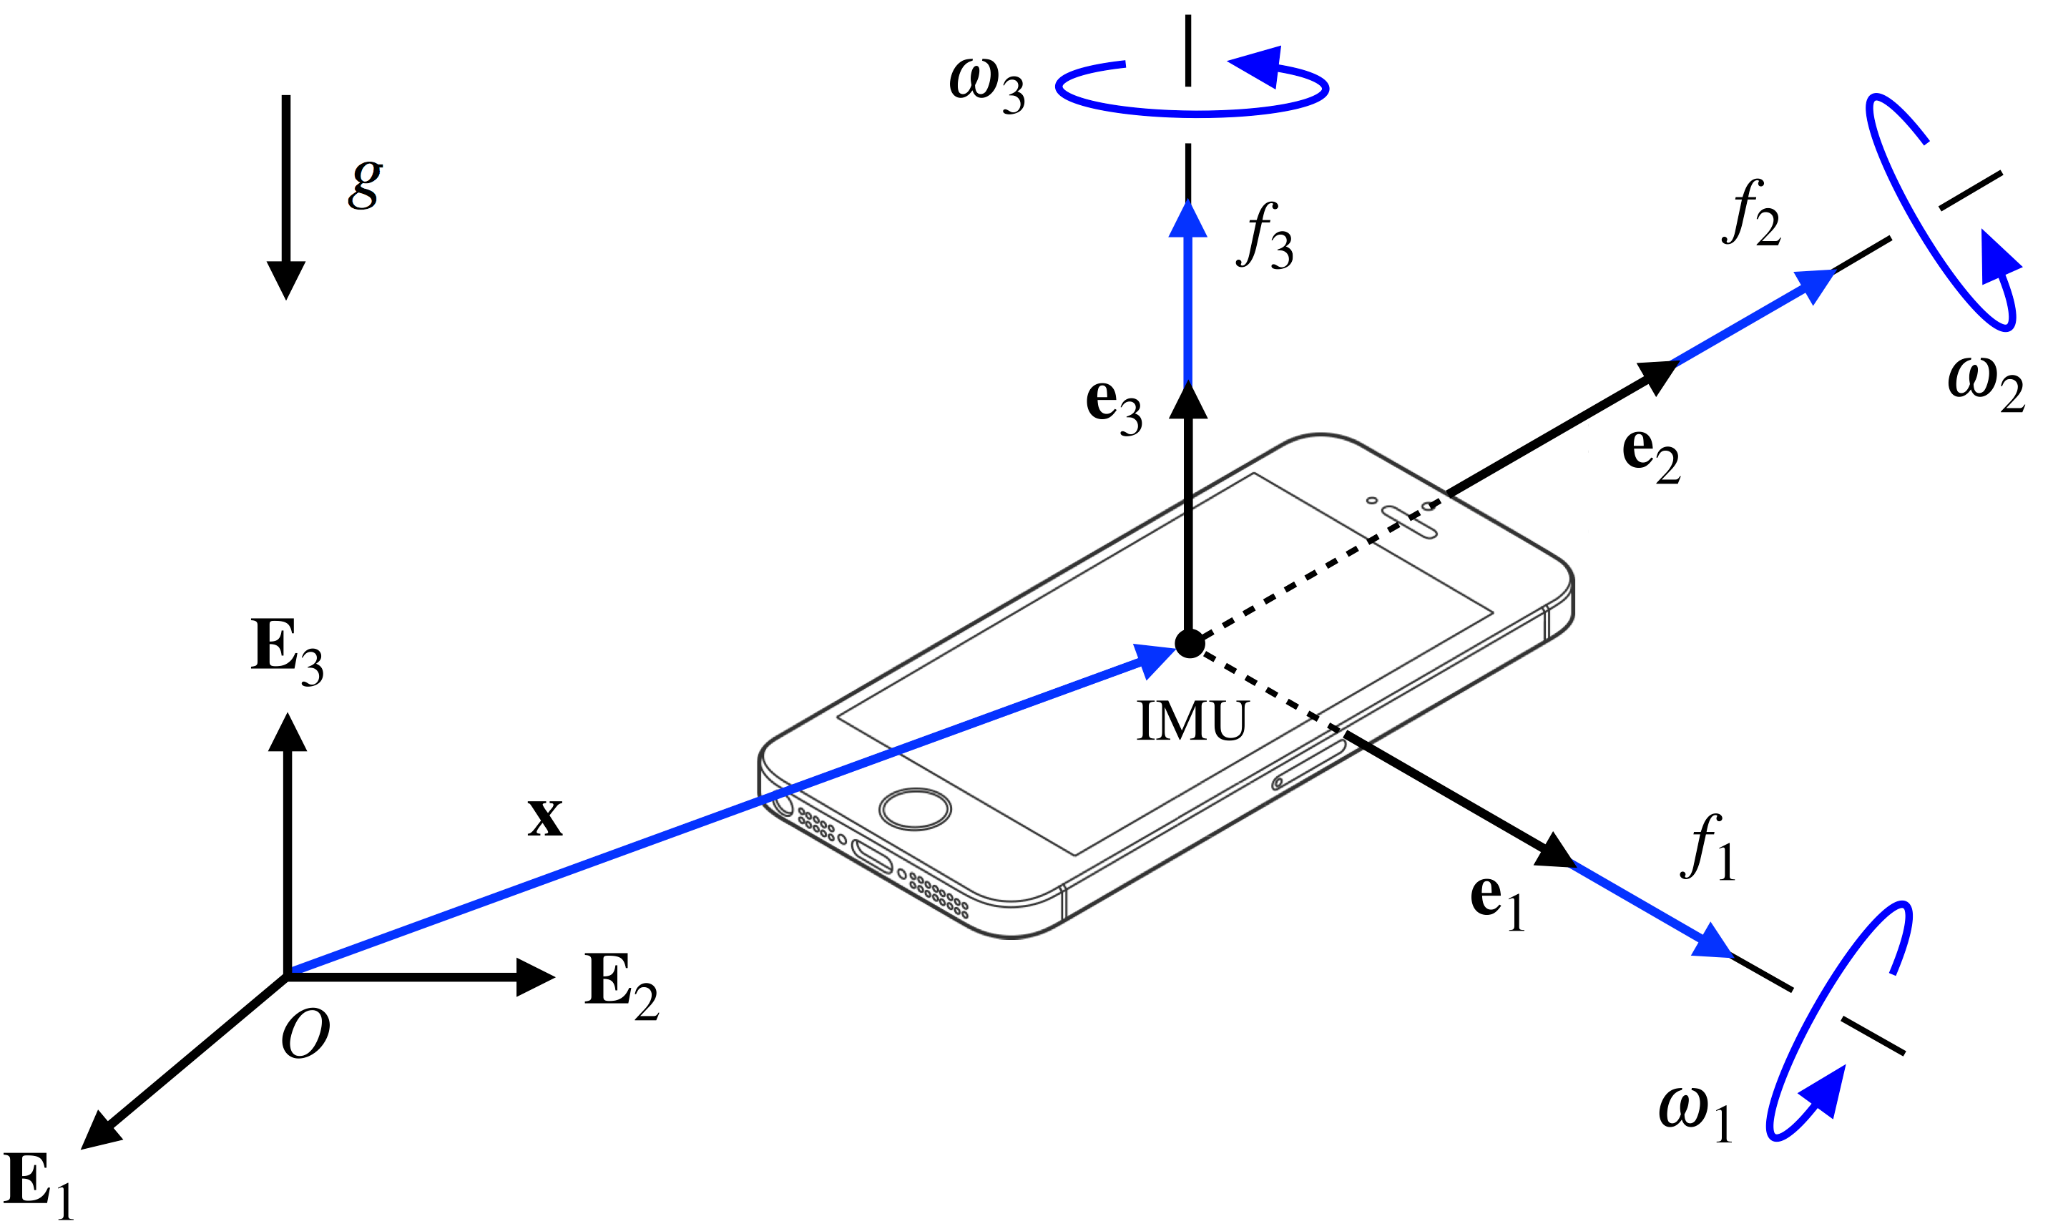 ω₃
g
f₃
f₂
e₃
ω₂
e₂
E₃
IMU
x
f₁
e₁
E₂
O
ω₁
E₁